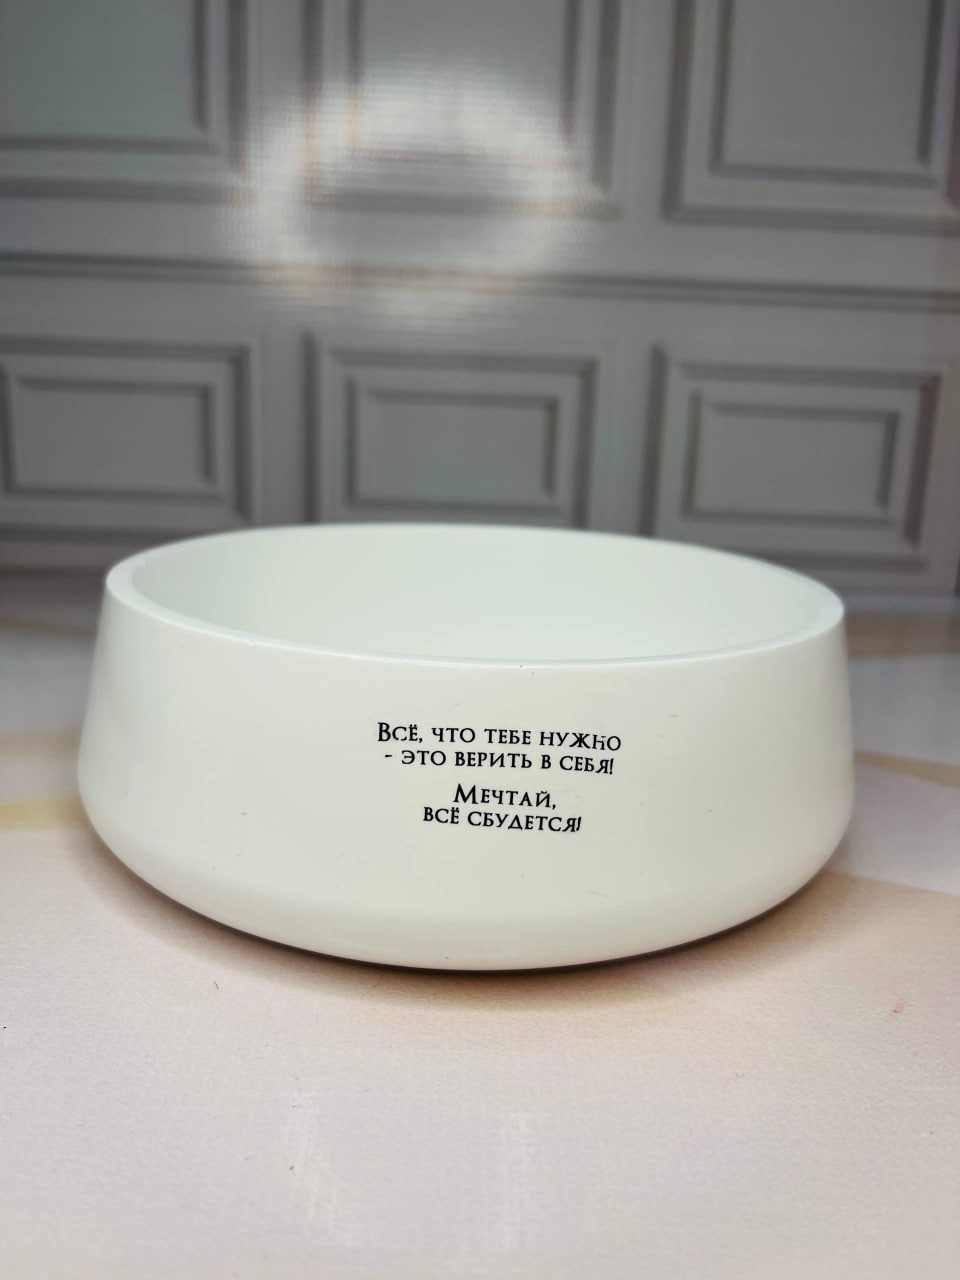 Всё, что тебе нужно
- это верить в себя!
Мечтай,
всё сбудется!